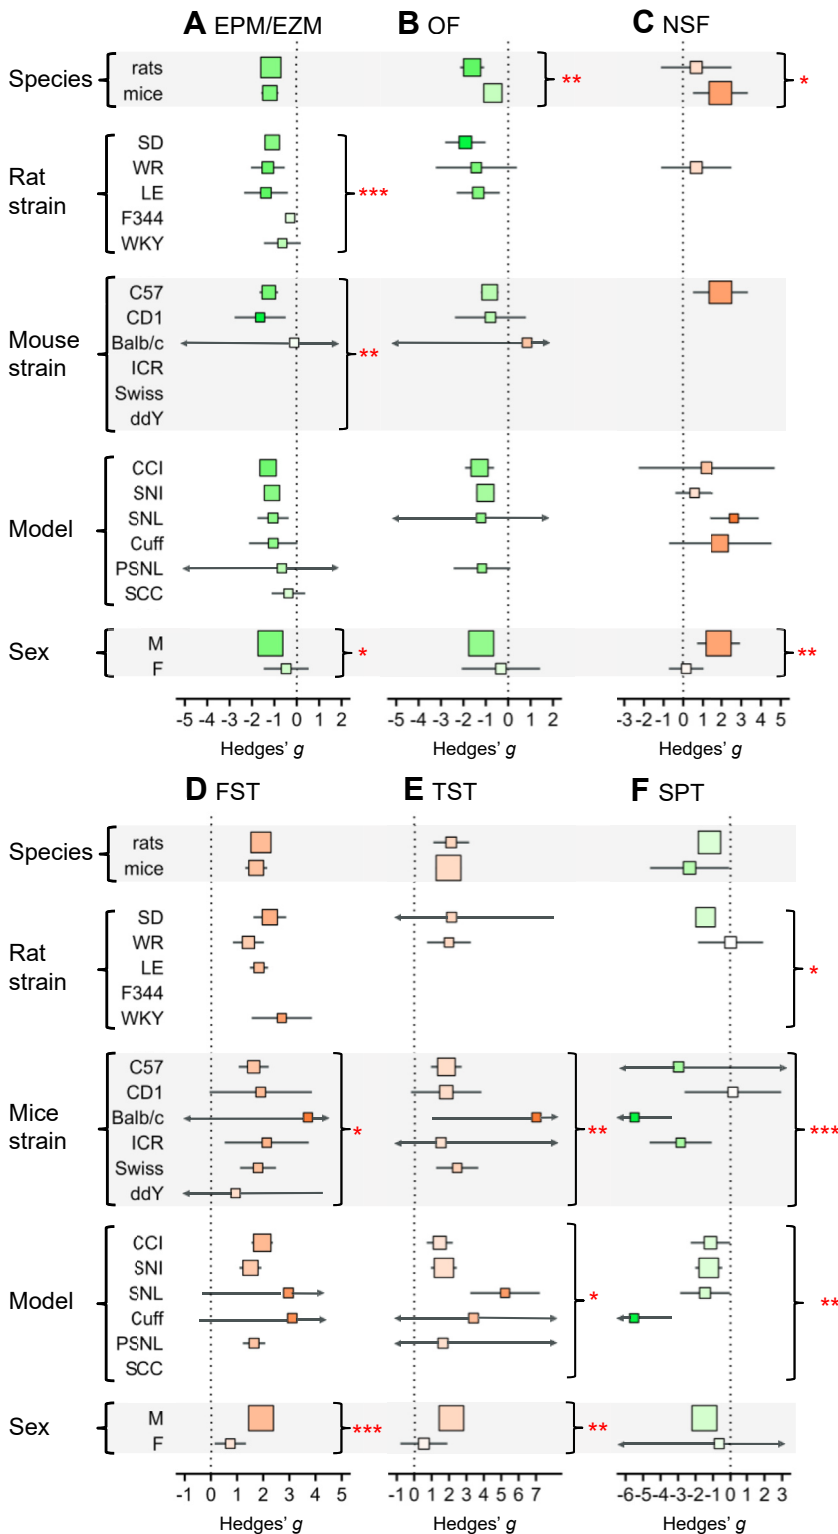 A EPM/EZM B OF C NSF
Species rats ** *
mice
Rat strain SD
WR
LE ***
F344
WKY
Mouse strain C57
CD1
Balb/c **
ICR
Swiss
ddY
Model CCI
SNI
SNL
Cuff
PSNL
SCC
Sex M * **
F
-5 -4 -3 -2 -1 0 1 2 -5 -4 -3 -2 -1 0 1 2 -3 -2 -1 0 1 2 3 4 5
Hedges' g Hedges' g Hedges' g
D FST E TST F SPT
Species rats
mice
Rat strain SD
WR
LE *
F344
WKY
Mice strain C57
CD1
Balb/c * ** ***
ICR
Swiss
ddY
Model CCI
SNI
SNL * **
Cuff
PSNL
SCC
Sex M *** **
F
-1 0 1 2 3 4 5 -1 0 1 2 3 4 5 6 7 -6 -5 -4 -3 -2 -1 0 1 2 3
Hedges' g Hedges' g Hedges' g